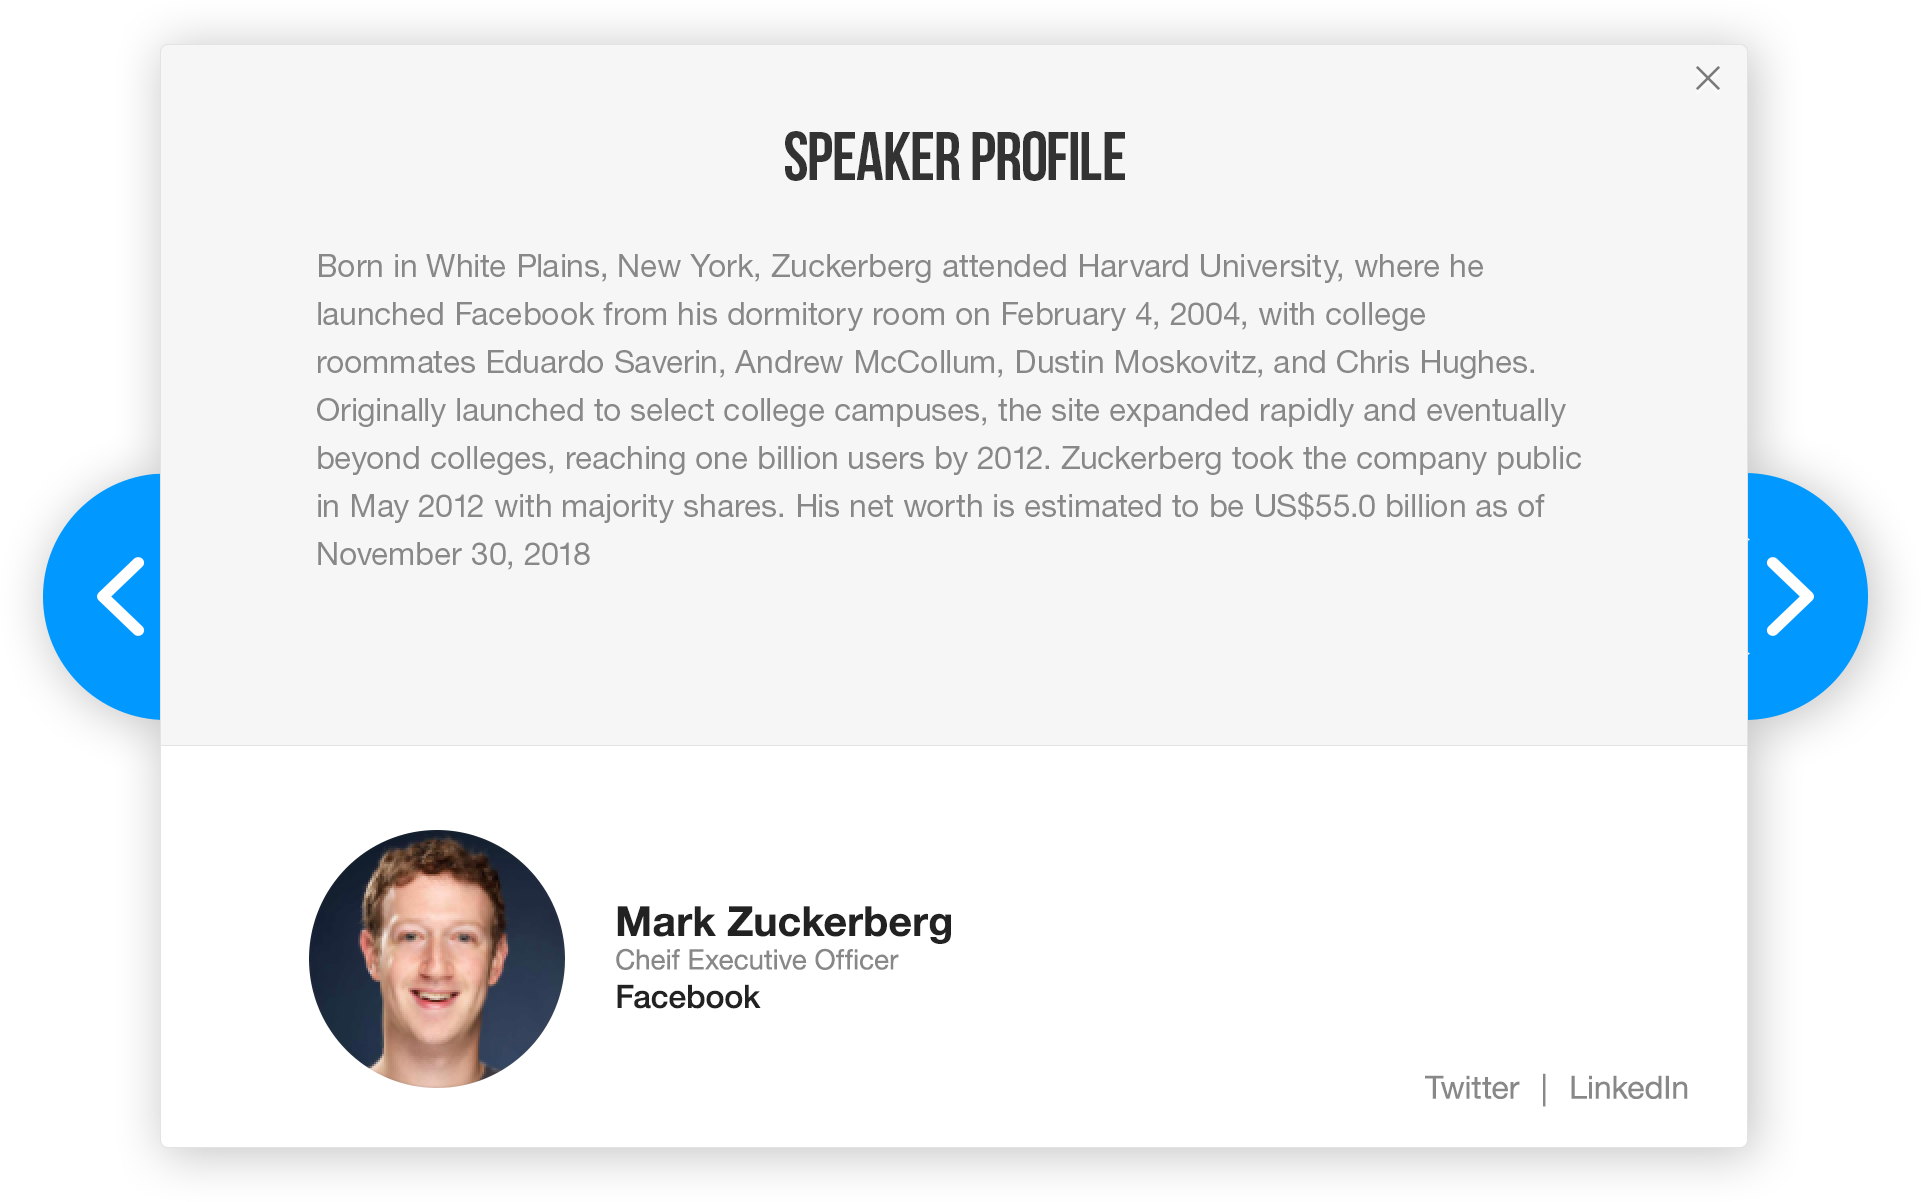 SPEAKER PROFILE
Born in White Plains, New York, Zuckerberg attended Harvard University, where he
launched Facebook from his dormitory room on February 4, 2004, with college
roommates Eduardo Saverin, Andrew McCollum, Dustin Moskovitz, and Chris Hughes.
Originally launched to select college campuses, the site expanded rapidly and eventually
beyond colleges, reaching one billion users by 2012. Zuckerberg took the company public
in May 2012 with majority shares. His net worth is estimated to be US$55.0 billion as of
November 30, 2018
Mark Zuckerberg
Cheif Executive Officer
Facebook
Twitter | LinkedIn